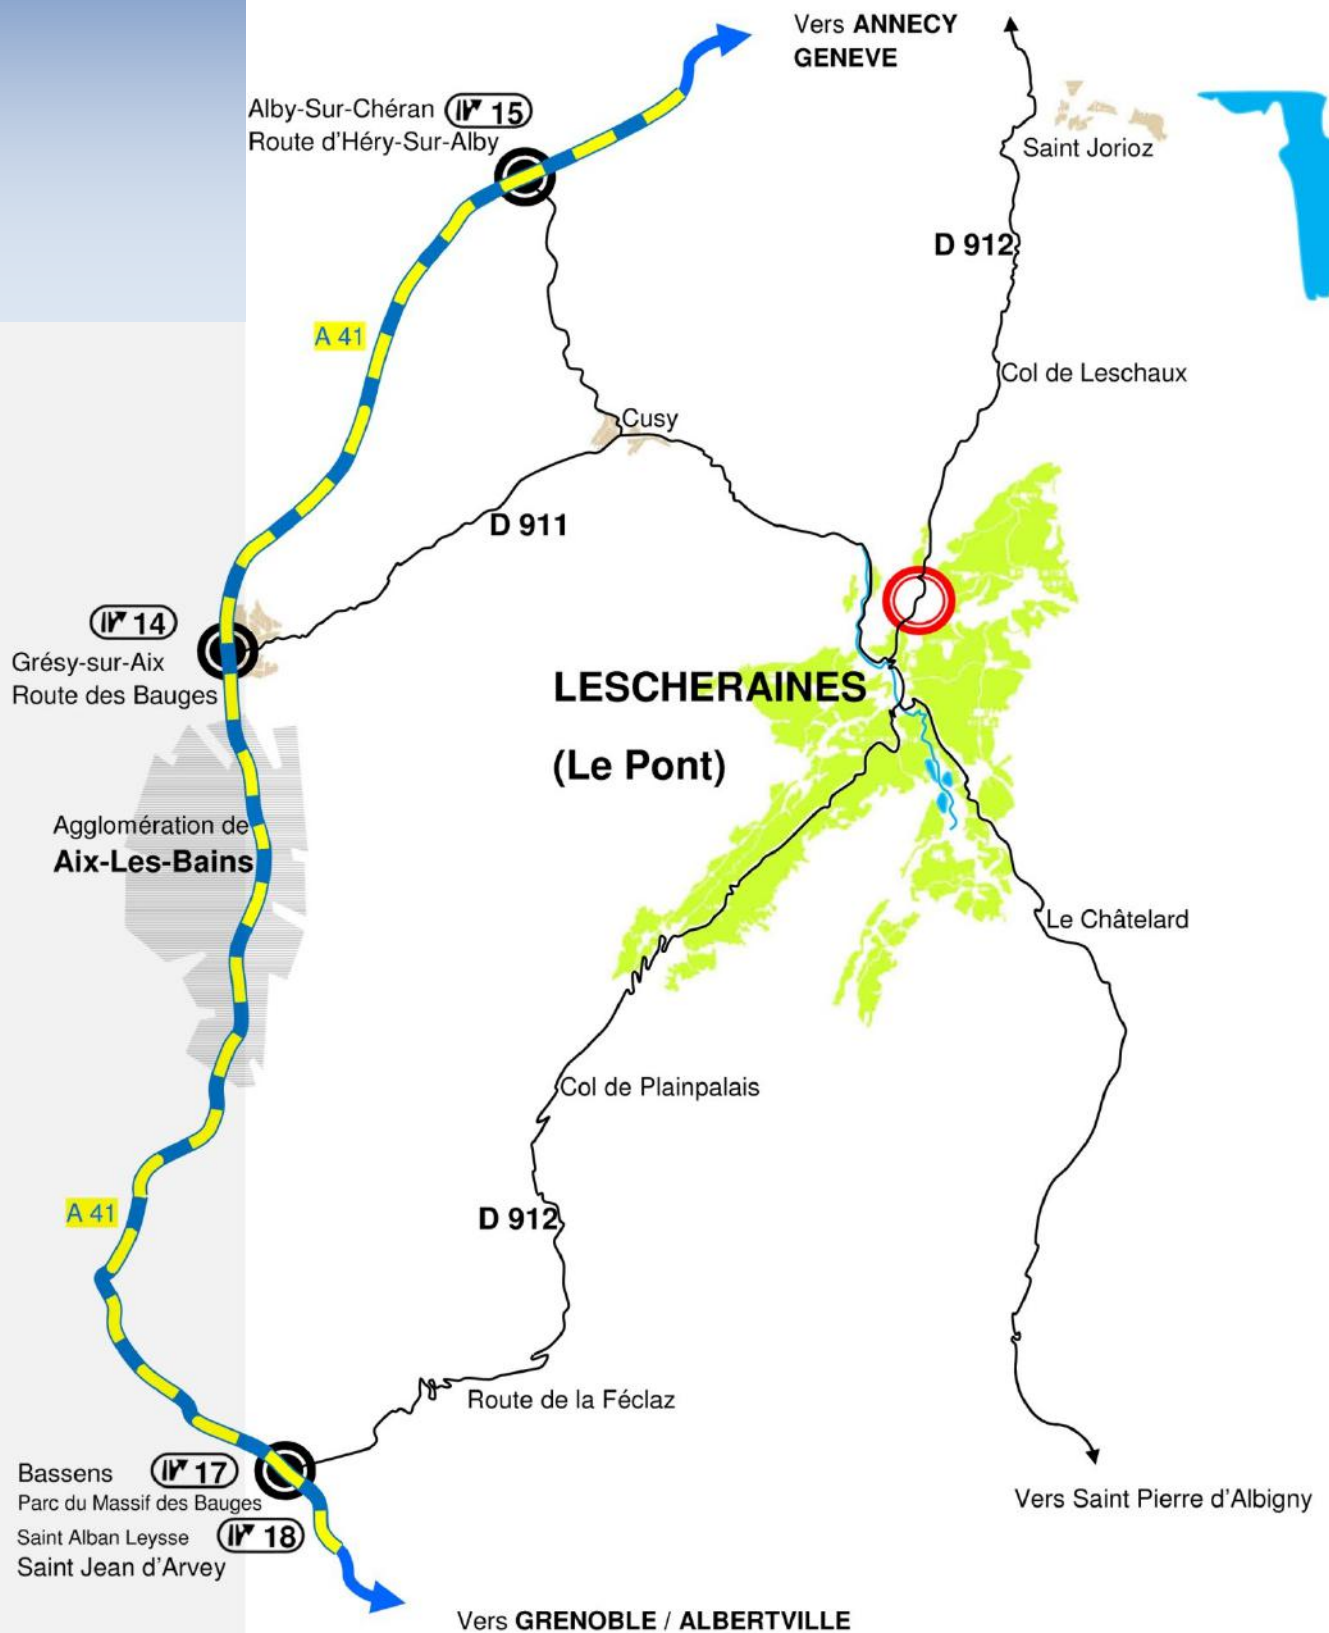 Vers ANNECY
GENEVE
Alby-Sur-Chéran 15
Route d'Héry-Sur-Alby
Saint Jorioz
D 912
A 41
Col de Leschaux
Cusy
D 911
14
Grésy-sur-Aix
Route des Bauges
LESCHERAINES
(Le Pont)
Agglomération de
Aix-Les-Bains
Le Châtelard
Col de Plainpalais
A 41
D 912
Route de la Féclaz
Bassens 17
Parc du Massif des Bauges
Saint Alban Leysse 18
Saint Jean d'Arvey
Vers Saint Pierre d'Albigny
Vers GRENOBLE / ALBERTVILLE